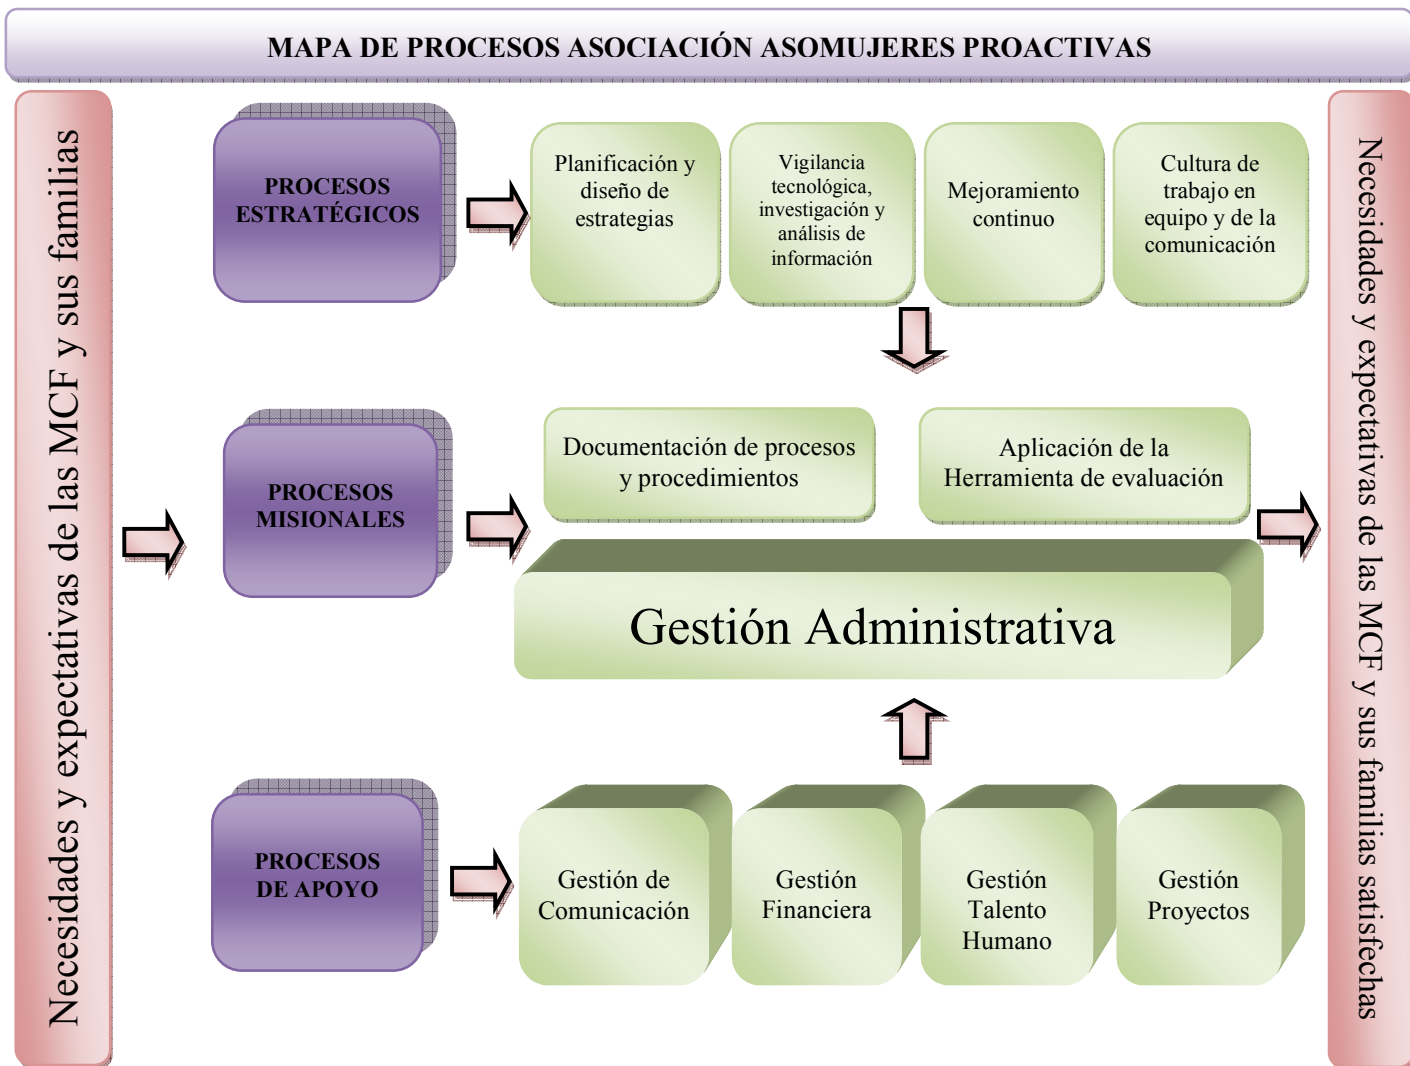 MAPA DE PROCESOS ASOCIACIÓN ASOMUJERES PROACTIVAS
Necesidades y expectativas de las MCF y sus familias
PROCESOS
ESTRATÉGICOS
Planificación y
diseño de
estrategias
Vigilancia
tecnológica,
investigación y
análisis de
información
Mejoramiento
continuo
Cultura de
trabajo en
equipo y de la
comunicación
PROCESOS
MISIONALES
Documentación de procesos
y procedimientos
Aplicación de la
Herramienta de evaluación
Gestión Administrativa
PROCESOS
DE APOYO
Gestión de
Comunicación
Gestión
Financiera
Gestión
Talento
Humano
Gestión
Proyectos
Necesidades y expectativas de las MCF y sus familias satisfechas